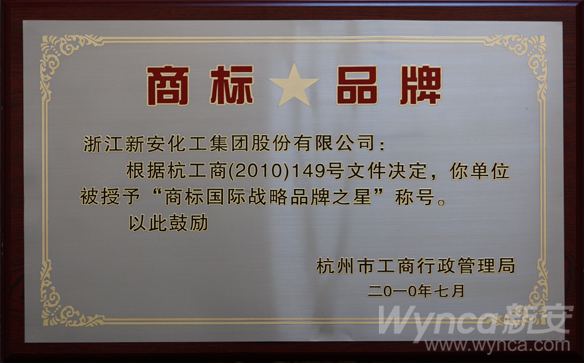 商标★品牌
浙江新安化工集团股份有限公司：
根据杭工商(2010)149号文件决定，你单位
被授予“商标国际战略品牌之星”称号。
以此鼓励
杭州市工商行政管理局
二〇一〇年七月
Wynca新安
www.wynca.com